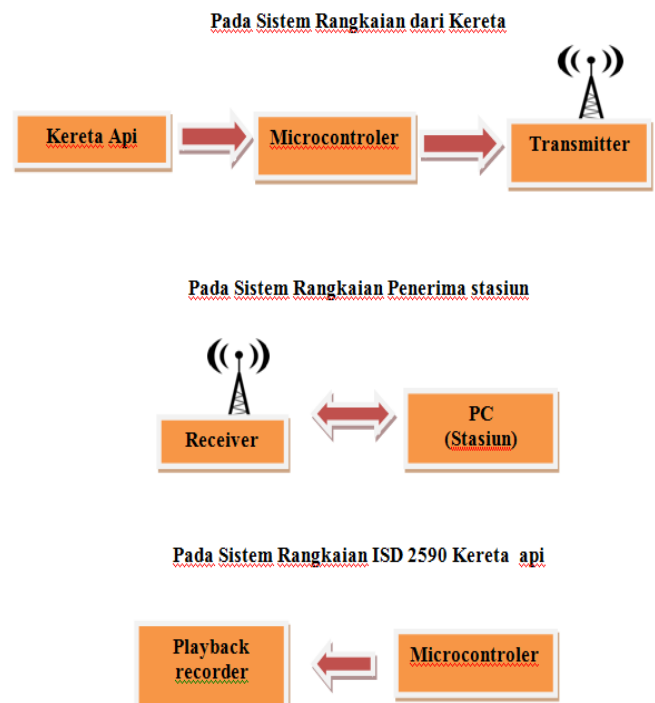 Pada Sistem Rangkaian dari Kereta
Kereta Api
Microcontroler
Transmitter
Pada Sistem Rangkaian Penerima stasiun
Receiver
PC
(Stasiun)
Pada Sistem Rangkaian ISD 2590 Kereta api
Playback
recorder
Microcontroler